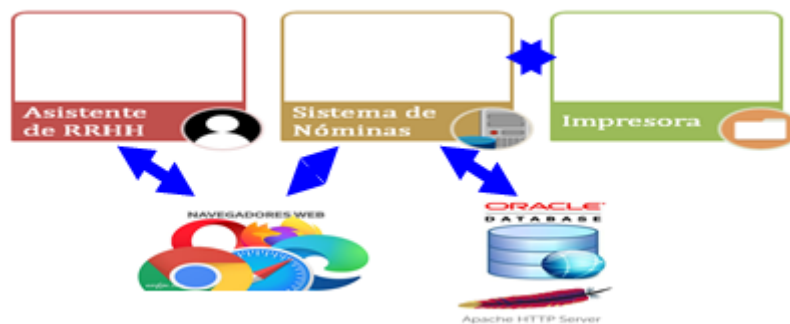 Asistente
de RRHH
Sistema de
Nóminas
Impresora
NAVEGADORES WEB
ORACLE
DATABASE
Apache HTTP Server